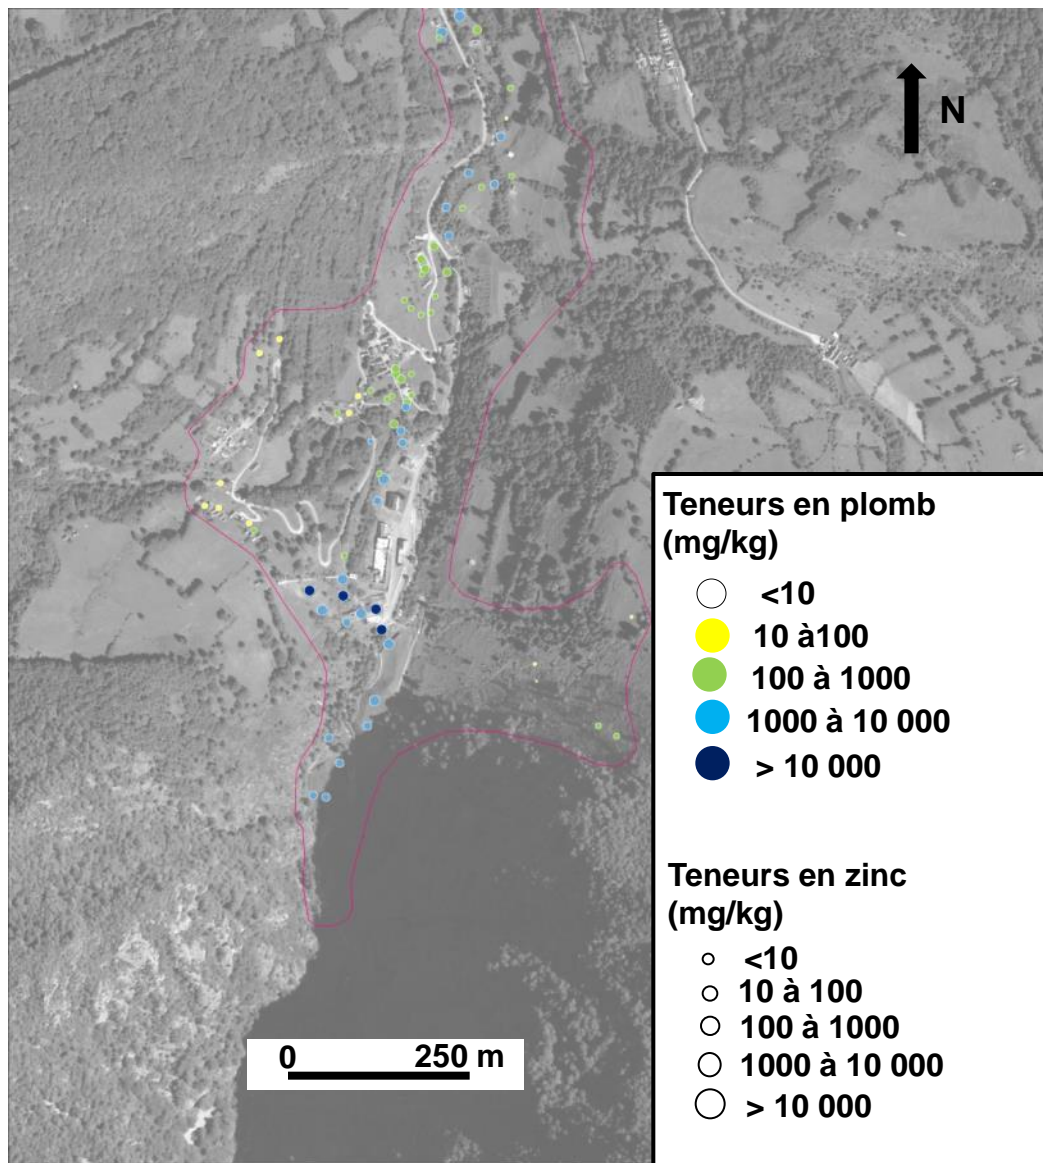 N
Teneurs en plomb
(mg/kg)
<10
10 à100
100 à 1000
1000 à 10 000
> 10 000
Teneurs en zinc
(mg/kg)
<10
10 à 100
100 à 1000
1000 à 10 000
> 10 000
0 250 m